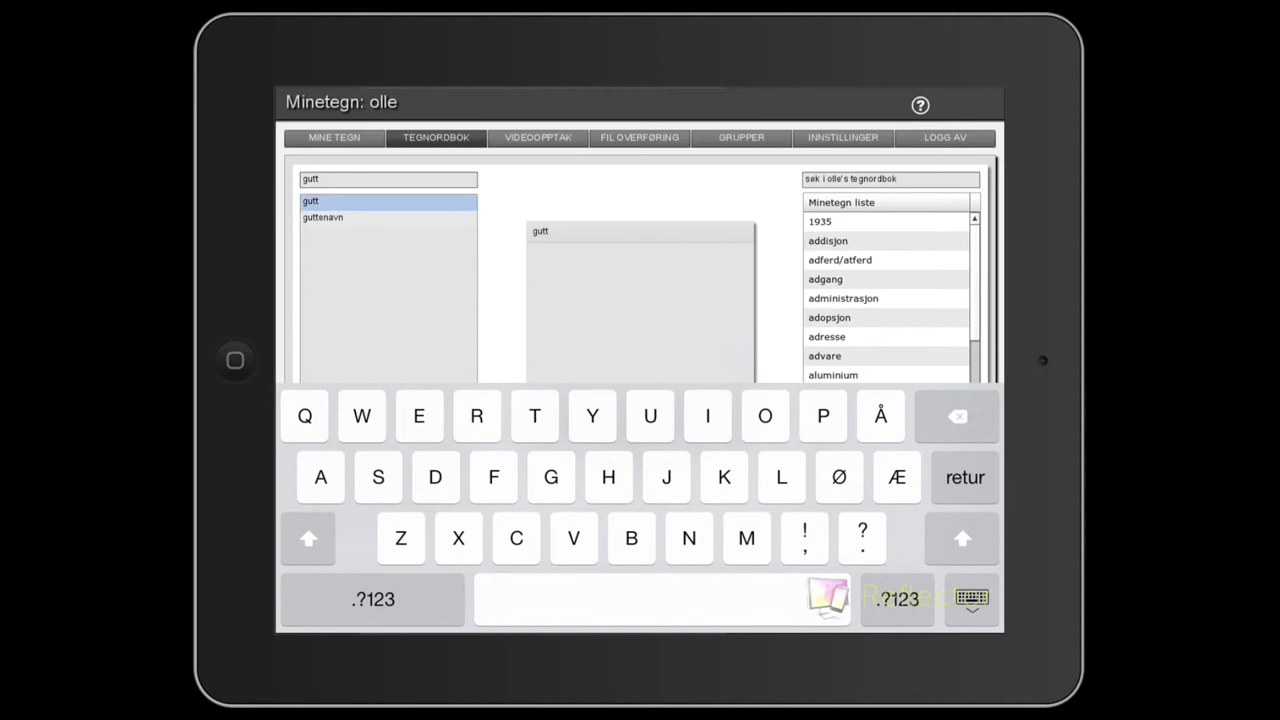 Minetegn: olle
?
MINE TEGN TEGNORDBOK VIDEOOPPTAK FIL OVERFØRING GRUPPER INNSTILLINGER LOGG AV
gutt
gutt
guttenavn
gutt
søk i olle's tegnordbok
Minetegn liste
1935
addisjon
adferd/atferd
adgang
administrasjon
adopsjon
adresse
advare
aluminium
Q W E R T Y U I O P Å
A S D F G H J K L Ø Æ retur
Z X C V B N M ! , ? .
.?123 .?123